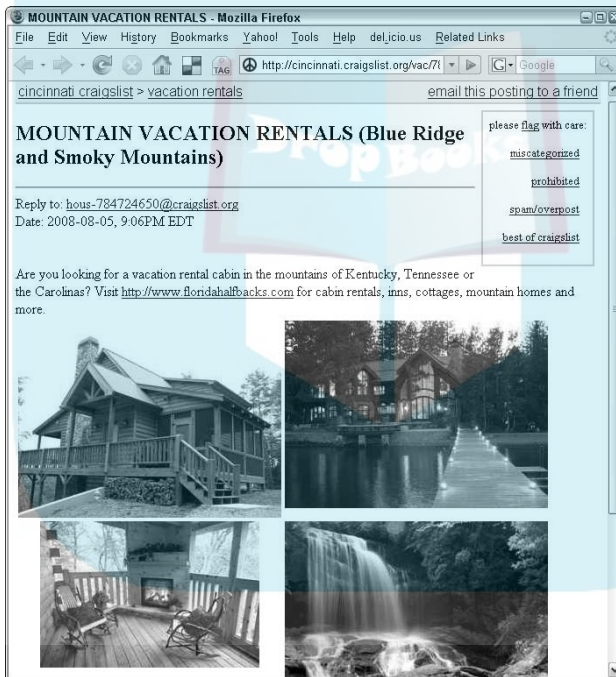 MOUNTAIN VACATION RENTALS - Mozilla Firefox
File Edit View History Bookmarks Yahoo! Tools Help del.icio.us Related Links
TAG http://cincinnati.craigslist.org/vac/78 G Google
cincinnati craigslist > vacation rentals email this posting to a friend
MOUNTAIN VACATION RENTALS (Blue Ridge
and Smoky Mountains)
please flag with care:
miscategorized
prohibited
spam/overpost
best of craigslist
DropBooks
Reply to: hous-784724650@craigslist.org
Date: 2008-08-05, 9:06PM EDT
Are you looking for a vacation rental cabin in the mountains of Kentucky, Tennessee or
the Carolinas? Visit http://www.floridahalfbacks.com for cabin rentals, inns, cottages, mountain homes and
more.